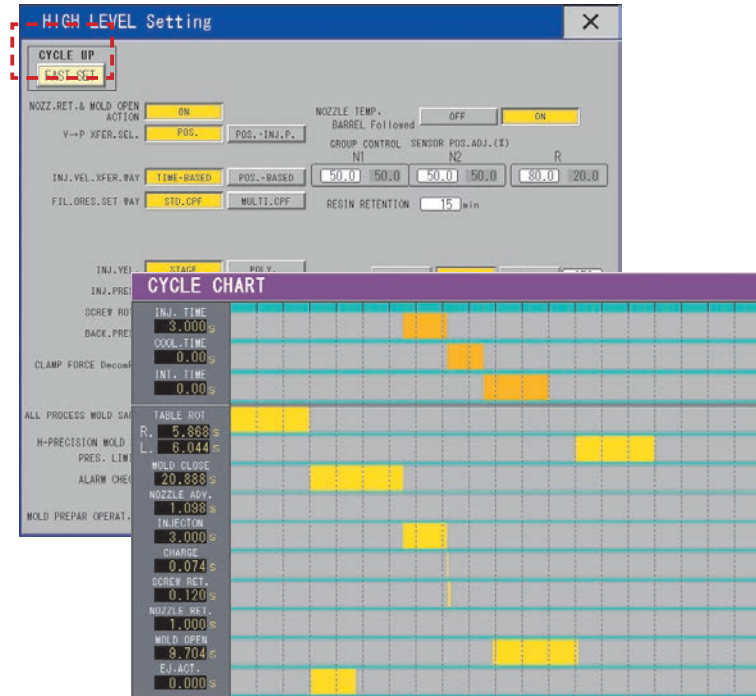 HIGH LEVEL Setting
CYCLE UP
FAST SET
NOZZ.RET.& MOLD OPEN
ACTION
ON
NOZZLE TEMP.
BARREL Followed
OFF
ON
V→P XFER.SEL.
POS.
POS.-INJ.P.
GROUP CONTROL SENSOR POS.ADJ.(%)
N1
N2
R
INJ.VEL.XFER.WAY
TIME-BASED
POS.-BASED
50.0 50.0
50.0 50.0
80.0 20.0
FIL.ORES.SET WAY
STD.CPF
MULTI.CPF
RESIN RETENTION 15 min
INJ.VEL.
STAGE
POLY.
INJ.PRE
SCREW RO
BACK.PRE
CLAMP FORCE Decom
ALL PROCESS MOLD SA
H-PRECISION MOLD
PRES. LIM
ALARM CHE
MOLD PREPAR OPERAT.
CYCLE CHART
INJ. TIME
3.000 s
COOL.TIME
0.00 s
INT. TIME
0.00 s
TABLE ROT
R. 5.868 s
L. 6.044 s
MOLD CLOSE
20.888 s
NOZZLE ADV.
1.098 s
INJECTON
3.000 s
CHARGE
0.074 s
SCREW RET.
0.120 s
NOZZLE RET.
1.000 s
MOLD OPEN
9.704 s
EJ.ACT.
0.000 s